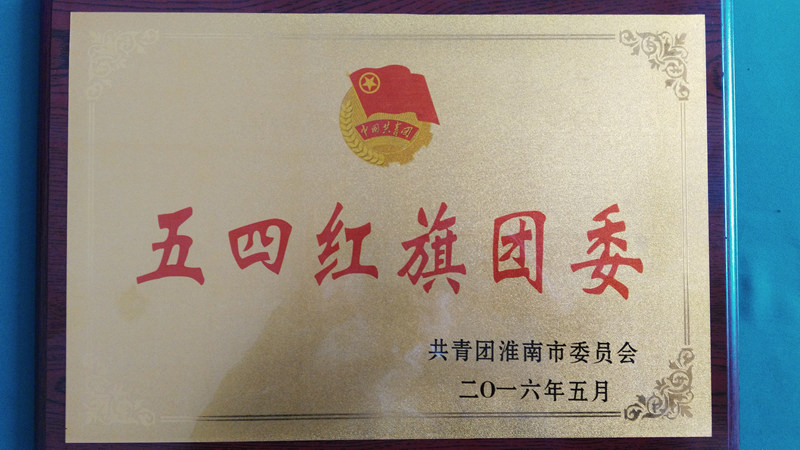 中国共青团
五四红旗团委
共青团淮南市委员会
二O一六年五月